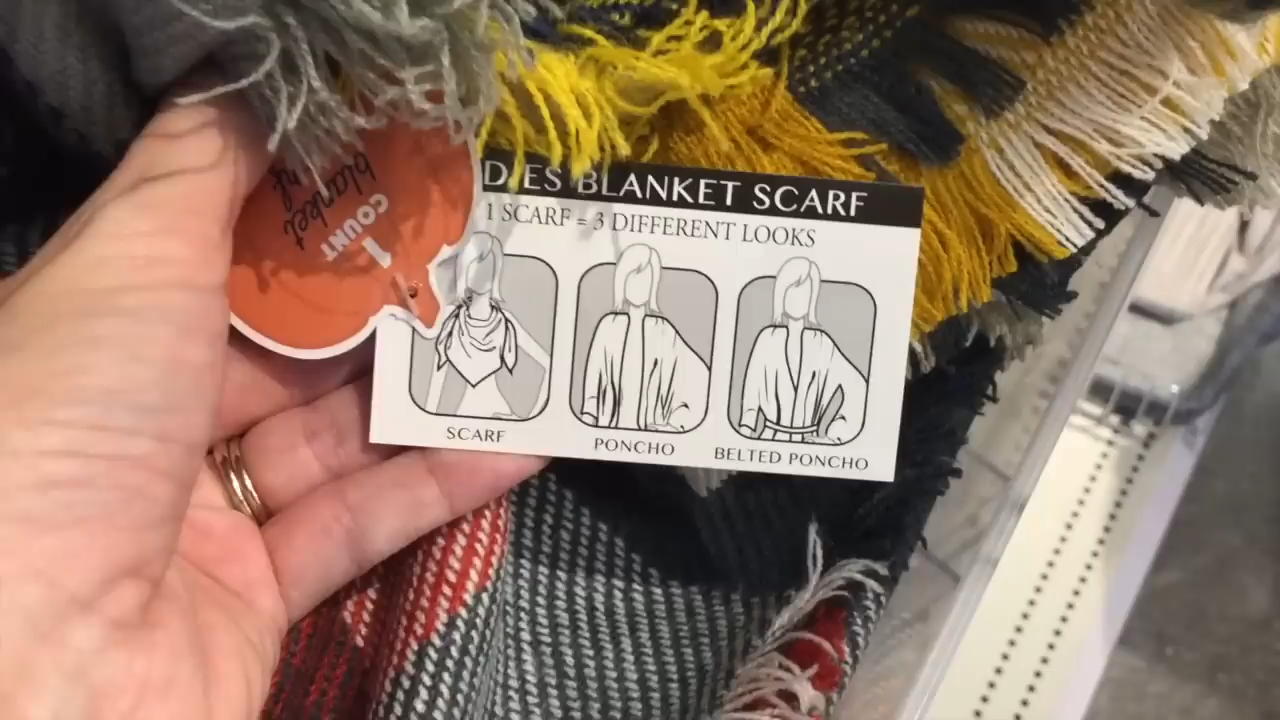 DIES BLANKET SCARF
1 SCARF = 3 DIFFERENT LOOKS
SCARF
PONCHO
BELTED PONCHO
1
COUNT
blanket